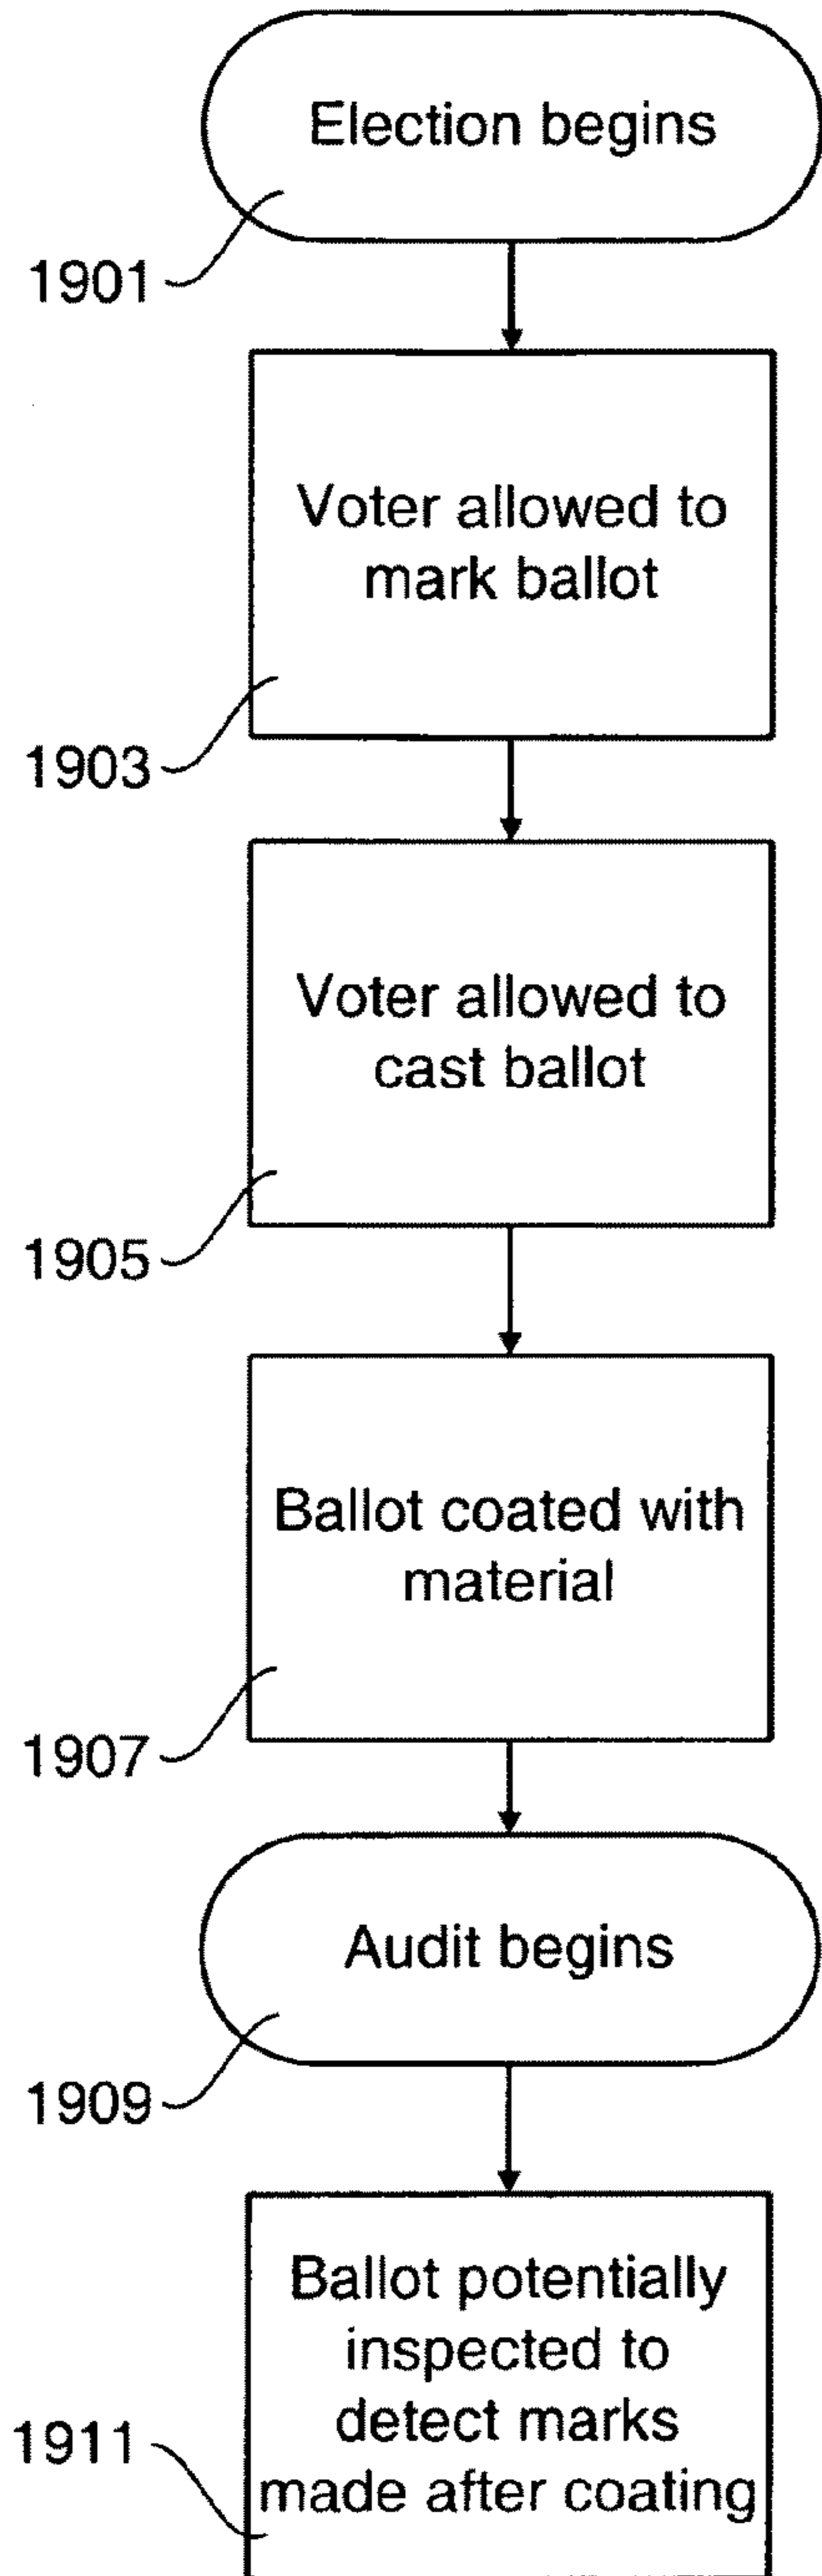 Election begins
1901
Voter allowed to
mark ballot
1903
Voter allowed to
cast ballot
1905
Ballot coated with
material
1907
Audit begins
1909
Ballot potentially
inspected to
detect marks
made after coating
1911